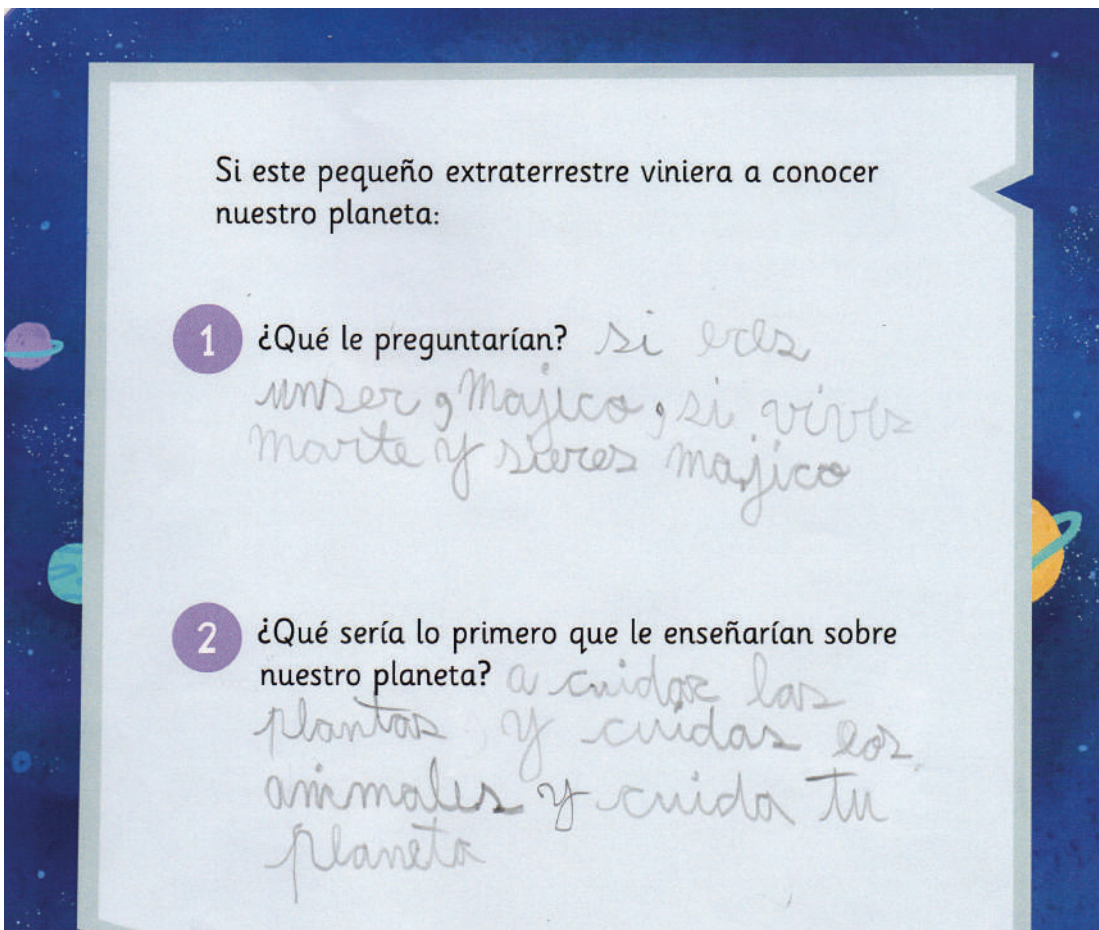 Si este pequeño extraterrestre viniera a conocer
nuestro planeta:
1 ¿Qué le preguntarían? si eres
unser, Majico, si vives
marte y sieres majico
2 ¿Qué sería lo primero que le enseñarían sobre
nuestro planeta? a cuidar las
plantas y cuidas los
animales y cuida tu
planeta